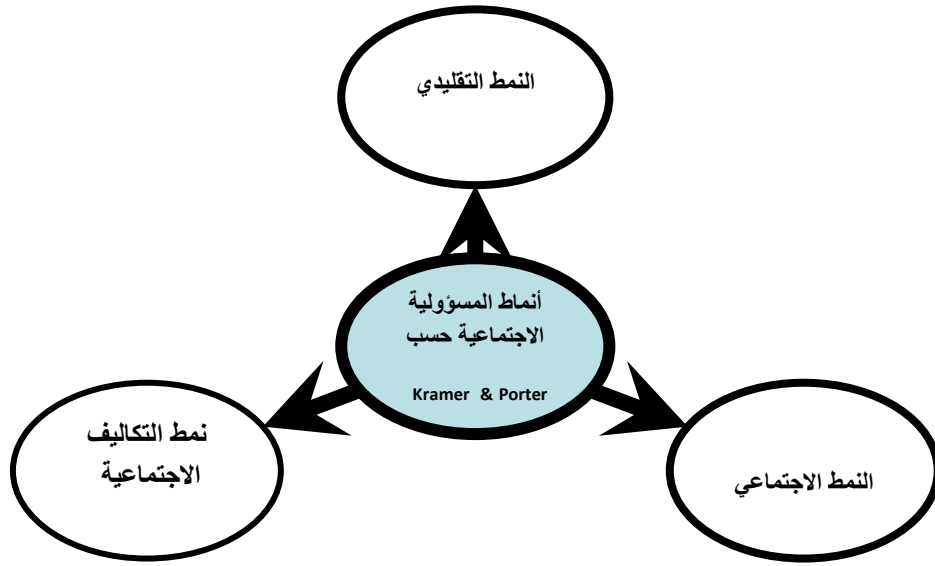 النمط التقليدي
أنماط المسؤولية
الاجتماعية حسب
Kramer & Porter
نمط التكاليف
الاجتماعية
النمط الاجتماعي